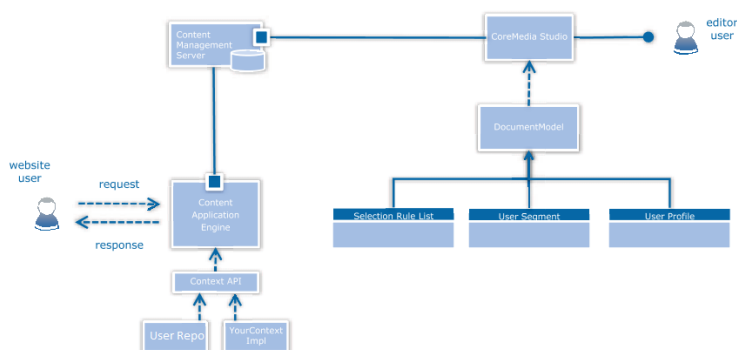 Content
Management
Server
CoreMedia Studio
editor
user
DocumentModel
website
user
request
response
Content
Application
Engine
Selection Rule List
User Segment
User Profile
Context API
User Repo
YourContext
Impl